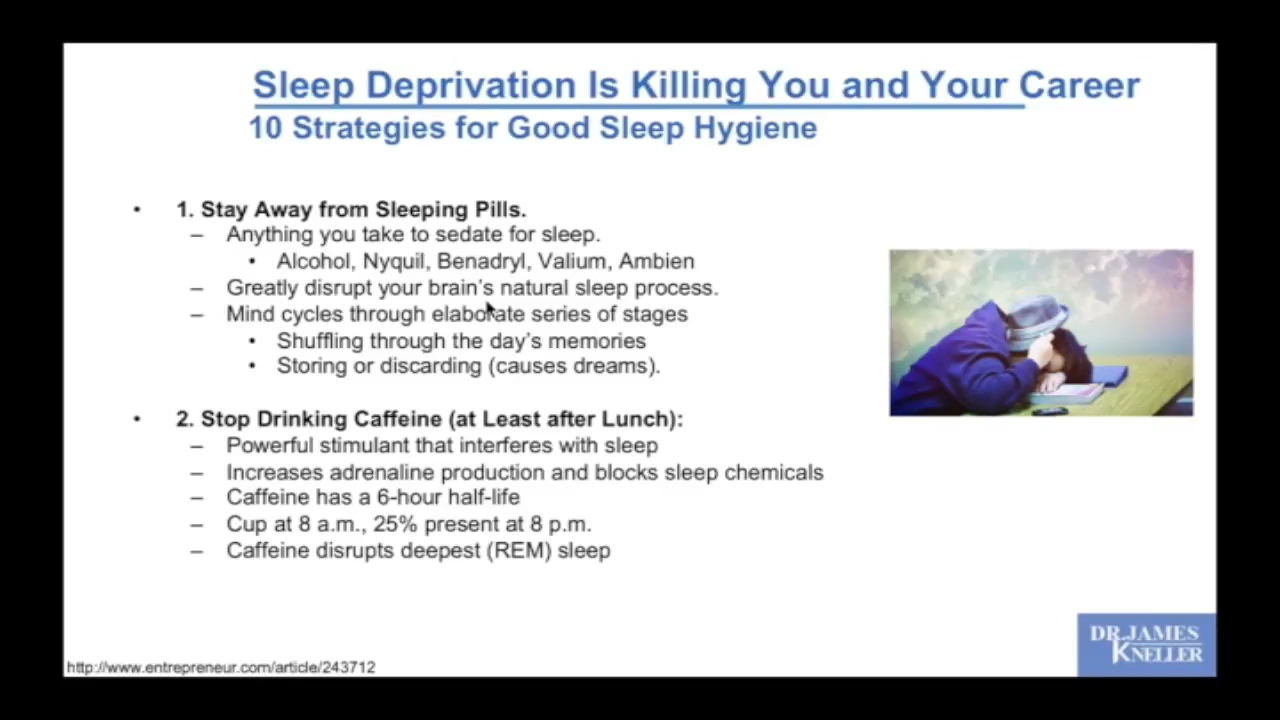 Sleep Deprivation Is Killing You and Your Career
10 Strategies for Good Sleep Hygiene
• 1. Stay Away from Sleeping Pills.
– Anything you take to sedate for sleep.
• Alcohol, Nyquil, Benadryl, Valium, Ambien
– Greatly disrupt your brain's natural sleep process.
– Mind cycles through elaborate series of stages
• Shuffling through the day's memories
• Storing or discarding (causes dreams).
• 2. Stop Drinking Caffeine (at Least after Lunch):
– Powerful stimulant that interferes with sleep
– Increases adrenaline production and blocks sleep chemicals
– Caffeine has a 6-hour half-life
– Cup at 8 a.m., 25% present at 8 p.m.
– Caffeine disrupts deepest (REM) sleep
http://www.entrepreneur.com/article/243712
DR.JAMES
KNELLER